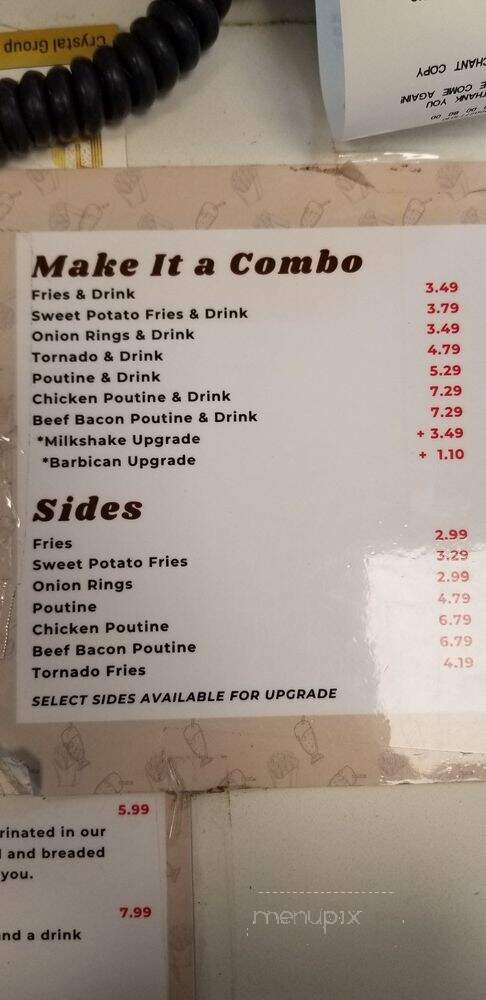 Crystal Group
CHANT COPY
E COME AGAIN!
THANK YOU
Make It a Combo
Fries & Drink 3.49
Sweet Potato Fries & Drink 3.79
Onion Rings & Drink 3.49
Tornado & Drink 4.79
Poutine & Drink 5.29
Chicken Poutine & Drink 7.29
Beef Bacon Poutine & Drink 7.29
*Milkshake Upgrade + 3.49
*Barbican Upgrade + 1.10
Sides
Fries 2.99
Sweet Potato Fries 3.29
Onion Rings 2.99
Poutine 4.79
Chicken Poutine 6.79
Beef Bacon Poutine 6.79
Tornado Fries 4.19
SELECT SIDES AVAILABLE FOR UPGRADE
5.99
rinated in our
l and breaded
you.
7.99
nd a drink
menupix